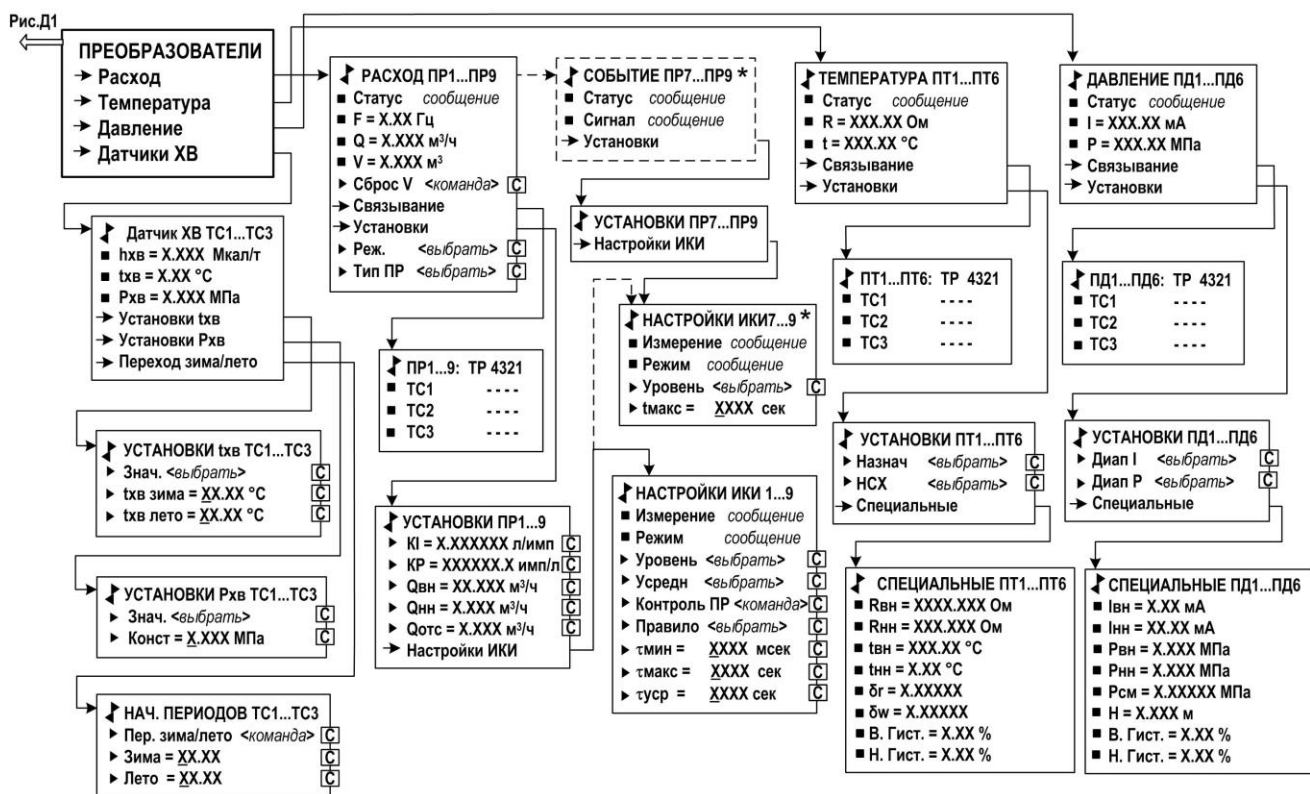 Рис.Д1
ПРЕОБРАЗОВАТЕЛИ
Расход
Температура
Давление
Датчики ХВ
РАСХОД ПР1...ПР9
Статус сообщение
F = X.XX Гц
Q = X.XXX м³/ч
V = X.XXX м³
Сброс V <команда> C
Связывание
Установки
Реж. <выбрать> C
Тип ПР <выбрать> C
СОБЫТИЕ ПР7...ПР9 *
Статус сообщение
Сигнал сообщение
Установки
ТЕМПЕРАТУРА ПТ1...ПТ6
Статус сообщение
R = XXX.XX Ом
t = XXX.XX °C
Связывание
Установки
ДАВЛЕНИЕ ПД1...ПД6
Статус сообщение
I = XXX.XX мА
P = XXX.XX МПа
Связывание
Установки
Датчик ХВ ТС1...ТС3
hхв = X.XXX Мкал/т
tхв = X.XX °C
Рхв = X.XXX МПа
Установки tхв
Установки Рхв
Переход зима/лето
УСТАНОВКИ ПР7...ПР9
Настройки ИКИ
НАСТРОЙКИ ИКИ7...9 *
Измерение сообщение
Режим сообщение
Уровень <выбрать> C
tмакс = XXXX сек
ПТ1...ПТ6: ТР 4321
ТС1 ----
ТС2 ----
ТС3 ----
ПД1...ПД6: ТР 4321
ТС1 ----
ТС2 ----
ТС3 ----
ПР1...9: ТР 4321
ТС1 ----
ТС2 ----
ТС3 ----
УСТАНОВКИ tхв ТС1...ТС3
Знач. <выбрать> C
tхв зима = XX.XX °C C
tхв лето = XX.XX °C C
УСТАНОВКИ ПТ1...ПТ6
Назнач <выбрать> C
НСХ <выбрать> C
Специальные
УСТАНОВКИ ПД1...ПД6
Диап I <выбрать> C
Диап P <выбрать> C
Специальные
УСТАНОВКИ ПР1...9
KI = X.XXXXXX л/имп C
КР = XXXXXX.X имп/л C
Qвн = XX.XXX м³/ч C
Qнн = X.XXX м³/ч C
Qотс = X.XXX м³/ч C
Настройки ИКИ
НАСТРОЙКИ ИКИ 1...9
Измерение сообщение
Режим сообщение
Уровень <выбрать> C
Усредн <выбрать> C
Контроль ПР <команда> C
Правило <выбрать> C
τмин = XXXX мсек C
τмакс = XXXX сек C
τуср = XXXX сек C
УСТАНОВКИ Рхв ТС1...ТС3
Знач. <выбрать> C
Конст = X.XXX МПа C
СПЕЦИАЛЬНЫЕ ПТ1...ПТ6
Rвн = XXXX.XXX Ом
Rнн = XXX.XXX Ом
tвн = XXX.XX °C
tнн = X.XX °C
δr = X.XXXXX
δw = X.XXXXX
В. Гист. = X.XX %
Н. Гист. = X.XX %
СПЕЦИАЛЬНЫЕ ПД1...ПД6
Iвн = X.XX мА
Iнн = XX.XX мА
Рвн = X.XXX МПа
Рнн = X.XXX МПа
Рсм = X.XXXXX МПа
Н = X.XXX м
В. Гист. = X.XX %
Н. Гист. = X.XX %
НАЧ. ПЕРИОДОВ ТС1...ТС3
Пер. зима/лето <команда> C
Зима = XX.XX C
Лето = XX.XX C